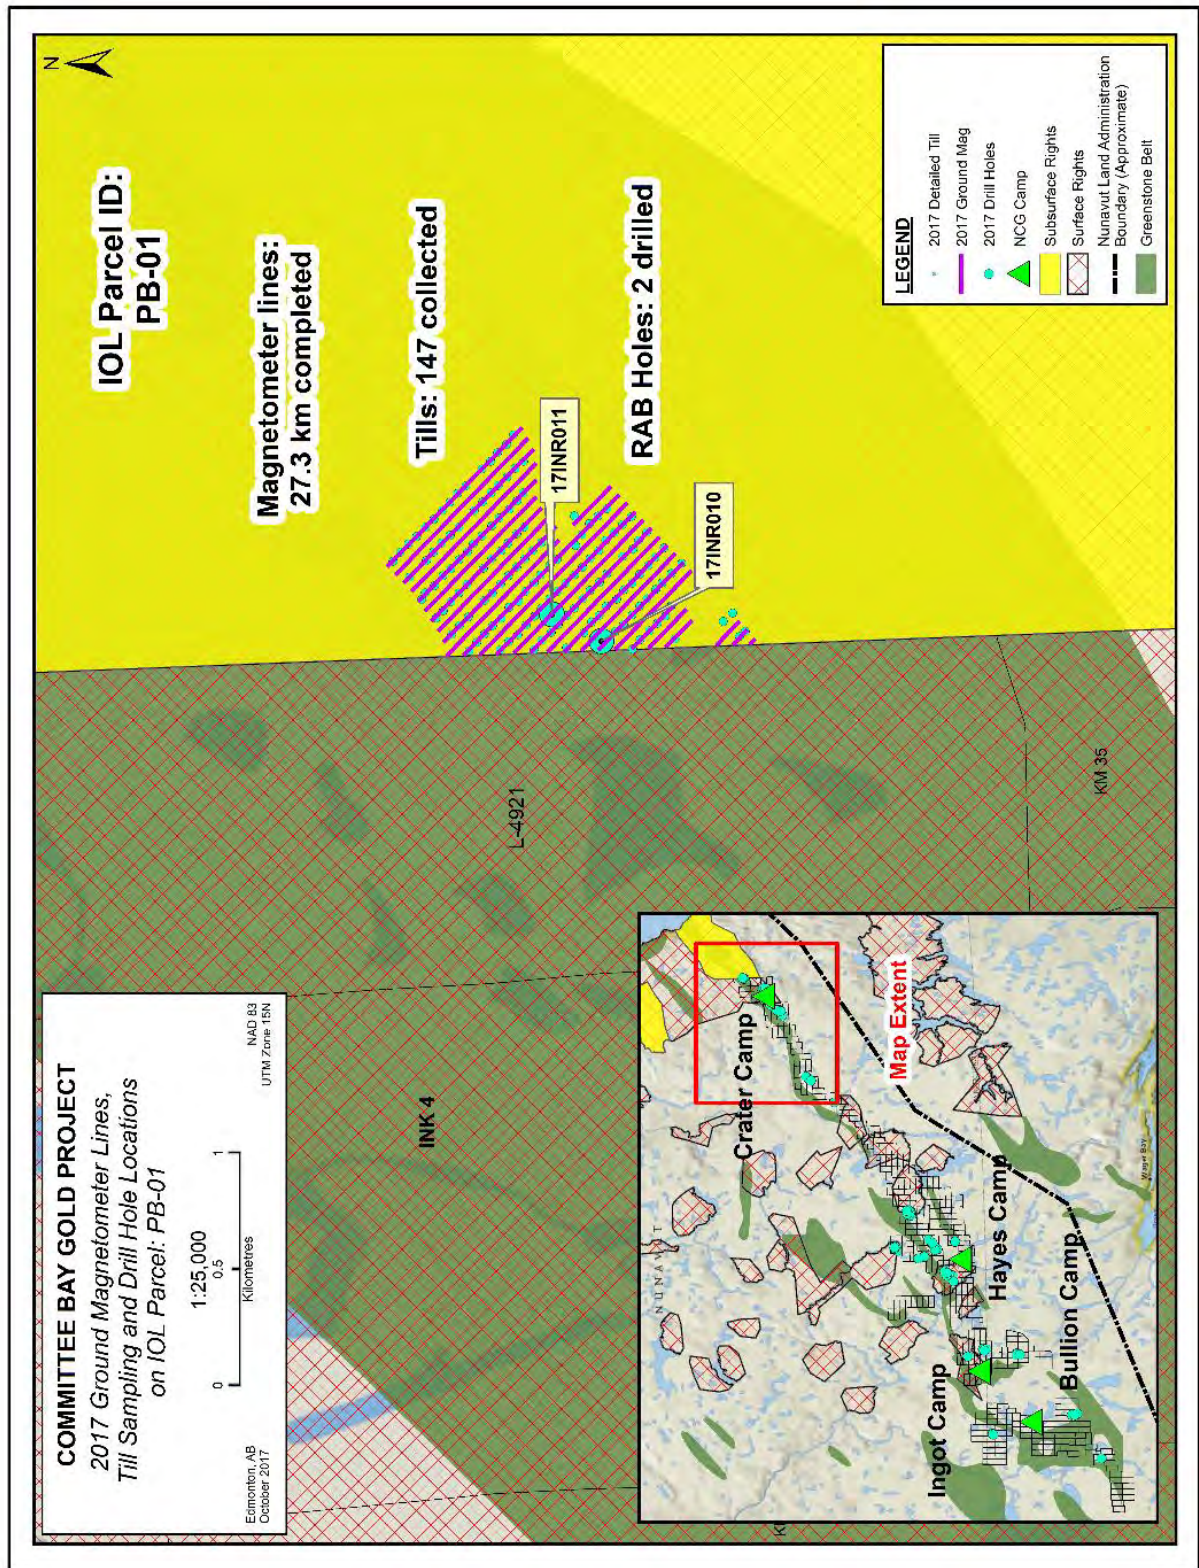 COMMITTEE BAY GOLD PROJECT
2017 Ground Magnetometer Lines,
Till Sampling and Drill Hole Locations
on IOL Parcel: PB-01
1:25,000
0 0.5 1
Kilometres
Edmonton, AB
October 2017
NAD 83
UTM Zone 15N
N
IOL Parcel ID:
PB-01
Magnetometer lines:
27.3 km completed
Tills: 147 collected
RAB Holes: 2 drilled
17INR011
17INR010
INK 4
L-4921
KM 35
LEGEND
2017 Detailed Till
2017 Ground Mag
2017 Drill Holes
NCG Camp
Subsurface Rights
Surface Rights
Nunavut Land Administration
Boundary (Approximate)
Greenstone Belt
Crater Camp
Map Extent
Hayes Camp
Ingot Camp
Bullion Camp
Wager Bay